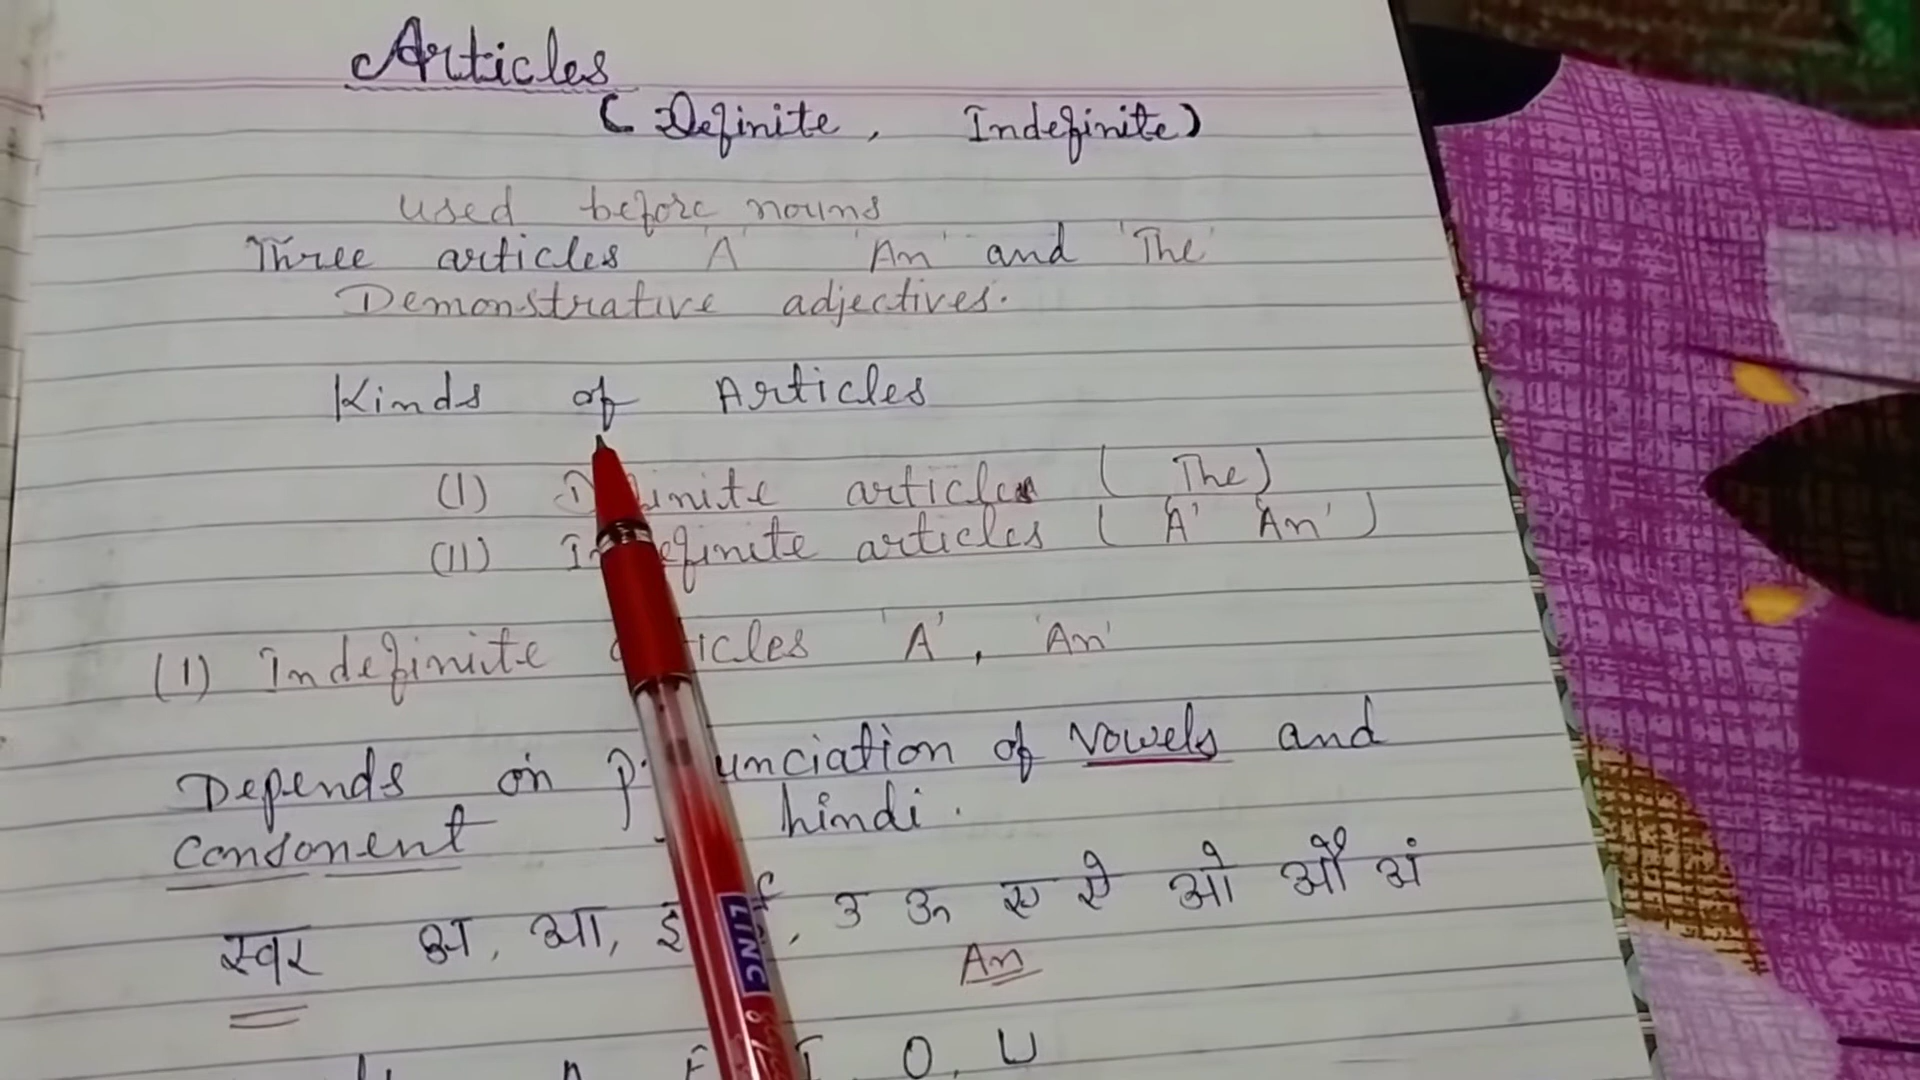 Articles
(Definite, Indefinite)
used before nouns
Three articles 'A' 'An' and 'The'
Demonstrative adjectives.
Kinds of Articles
(I) articles (The)
(II) articles (A' An')
(1) Indefinite 'A', 'An'
Depends on of Vowels and
consonent hindi.
स्वर अ, आ, उ ऊ ए ऐ ओ औ अं
An
O, U
LINC